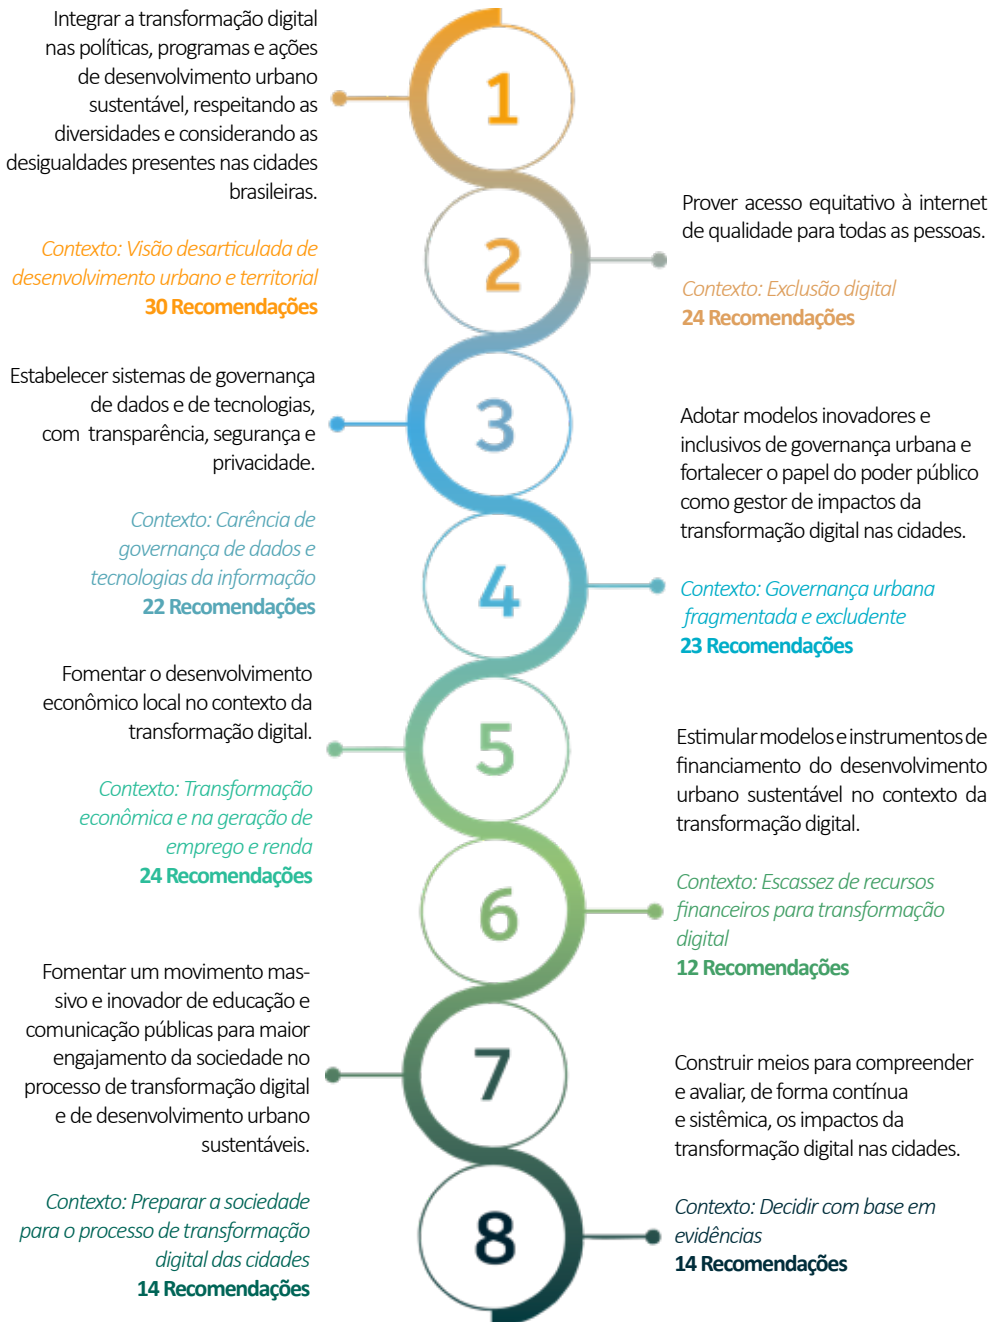 Integrar a transformação digital
nas políticas, programas e ações
de desenvolvimento urbano
sustentável, respeitando as
diversidades e considerando as
desigualdades presentes nas cidades
brasileiras.
Contexto: Visão desarticulada de
desenvolvimento urbano e territorial
30 Recomendações
1
Prover acesso equitativo à internet
de qualidade para todas as pessoas.
Contexto: Exclusão digital
24 Recomendações
2
Estabelecer sistemas de governança
de dados e de tecnologias,
com transparência, segurança e
privacidade.
Contexto: Carência de
governança de dados e
tecnologias da informação
22 Recomendações
3
Adotar modelos inovadores e
inclusivos de governança urbana e
fortalecer o papel do poder público
como gestor de impactos da
transformação digital nas cidades.
Contexto: Governança urbana
fragmentada e excludente
23 Recomendações
4
Fomentar o desenvolvimento
econômico local no contexto da
transformação digital.
Contexto: Transformação
econômica e na geração de
emprego e renda
24 Recomendações
5
Estimular modelos e instrumentos de
financiamento do desenvolvimento
urbano sustentável no contexto da
transformação digital.
Contexto: Escassez de recursos
financeiros para transformação
digital
12 Recomendações
6
Fomentar um movimento mas-
sivo e inovador de educação e
comunicação públicas para maior
engajamento da sociedade no
processo de transformação digital
e de desenvolvimento urbano
sustentáveis.
Contexto: Preparar a sociedade
para o processo de transformação
digital das cidades
14 Recomendações
7
Construir meios para compreender
e avaliar, de forma contínua
e sistêmica, os impactos da
transformação digital nas cidades.
Contexto: Decidir com base em
evidências
14 Recomendações
8